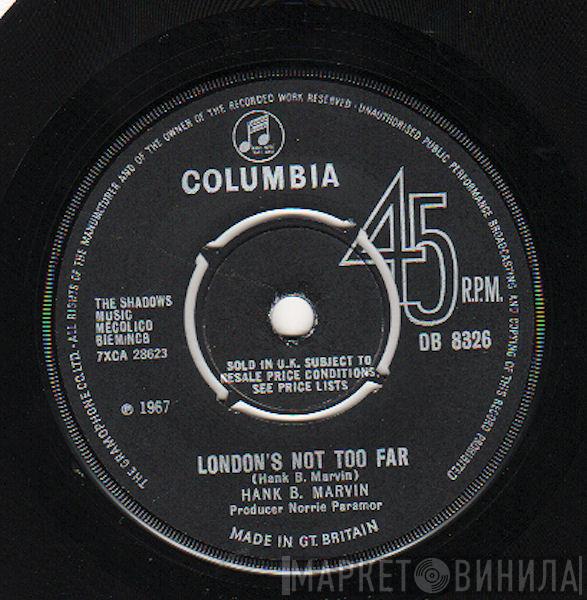 THE GRAMOPHONE CO. LTD. · ALL RIGHTS OF THE MANUFACTURER AND OF THE OWNER OF THE RECORDED WORK RESERVED · UNAUTHORISED PUBLIC PERFORMANCE BROADCASTING AND COPYING OF THIS RECORD PROHIBITED
COLUMBIA
45 R.P.M.
DB 8326
THE SHADOWS
MUSIC
MECOLICO
BIEM/NCB
7XCA 28623
SOLD IN U.K. SUBJECT TO
RESALE PRICE CONDITIONS,
SEE PRICE LISTS
℗ 1967
LONDON'S NOT TOO FAR
(Hank B. Marvin)
HANK B. MARVIN
Producer Norrie Paramor
MADE IN GT. BRITAIN
МАРКЕТ ВИНИЛА